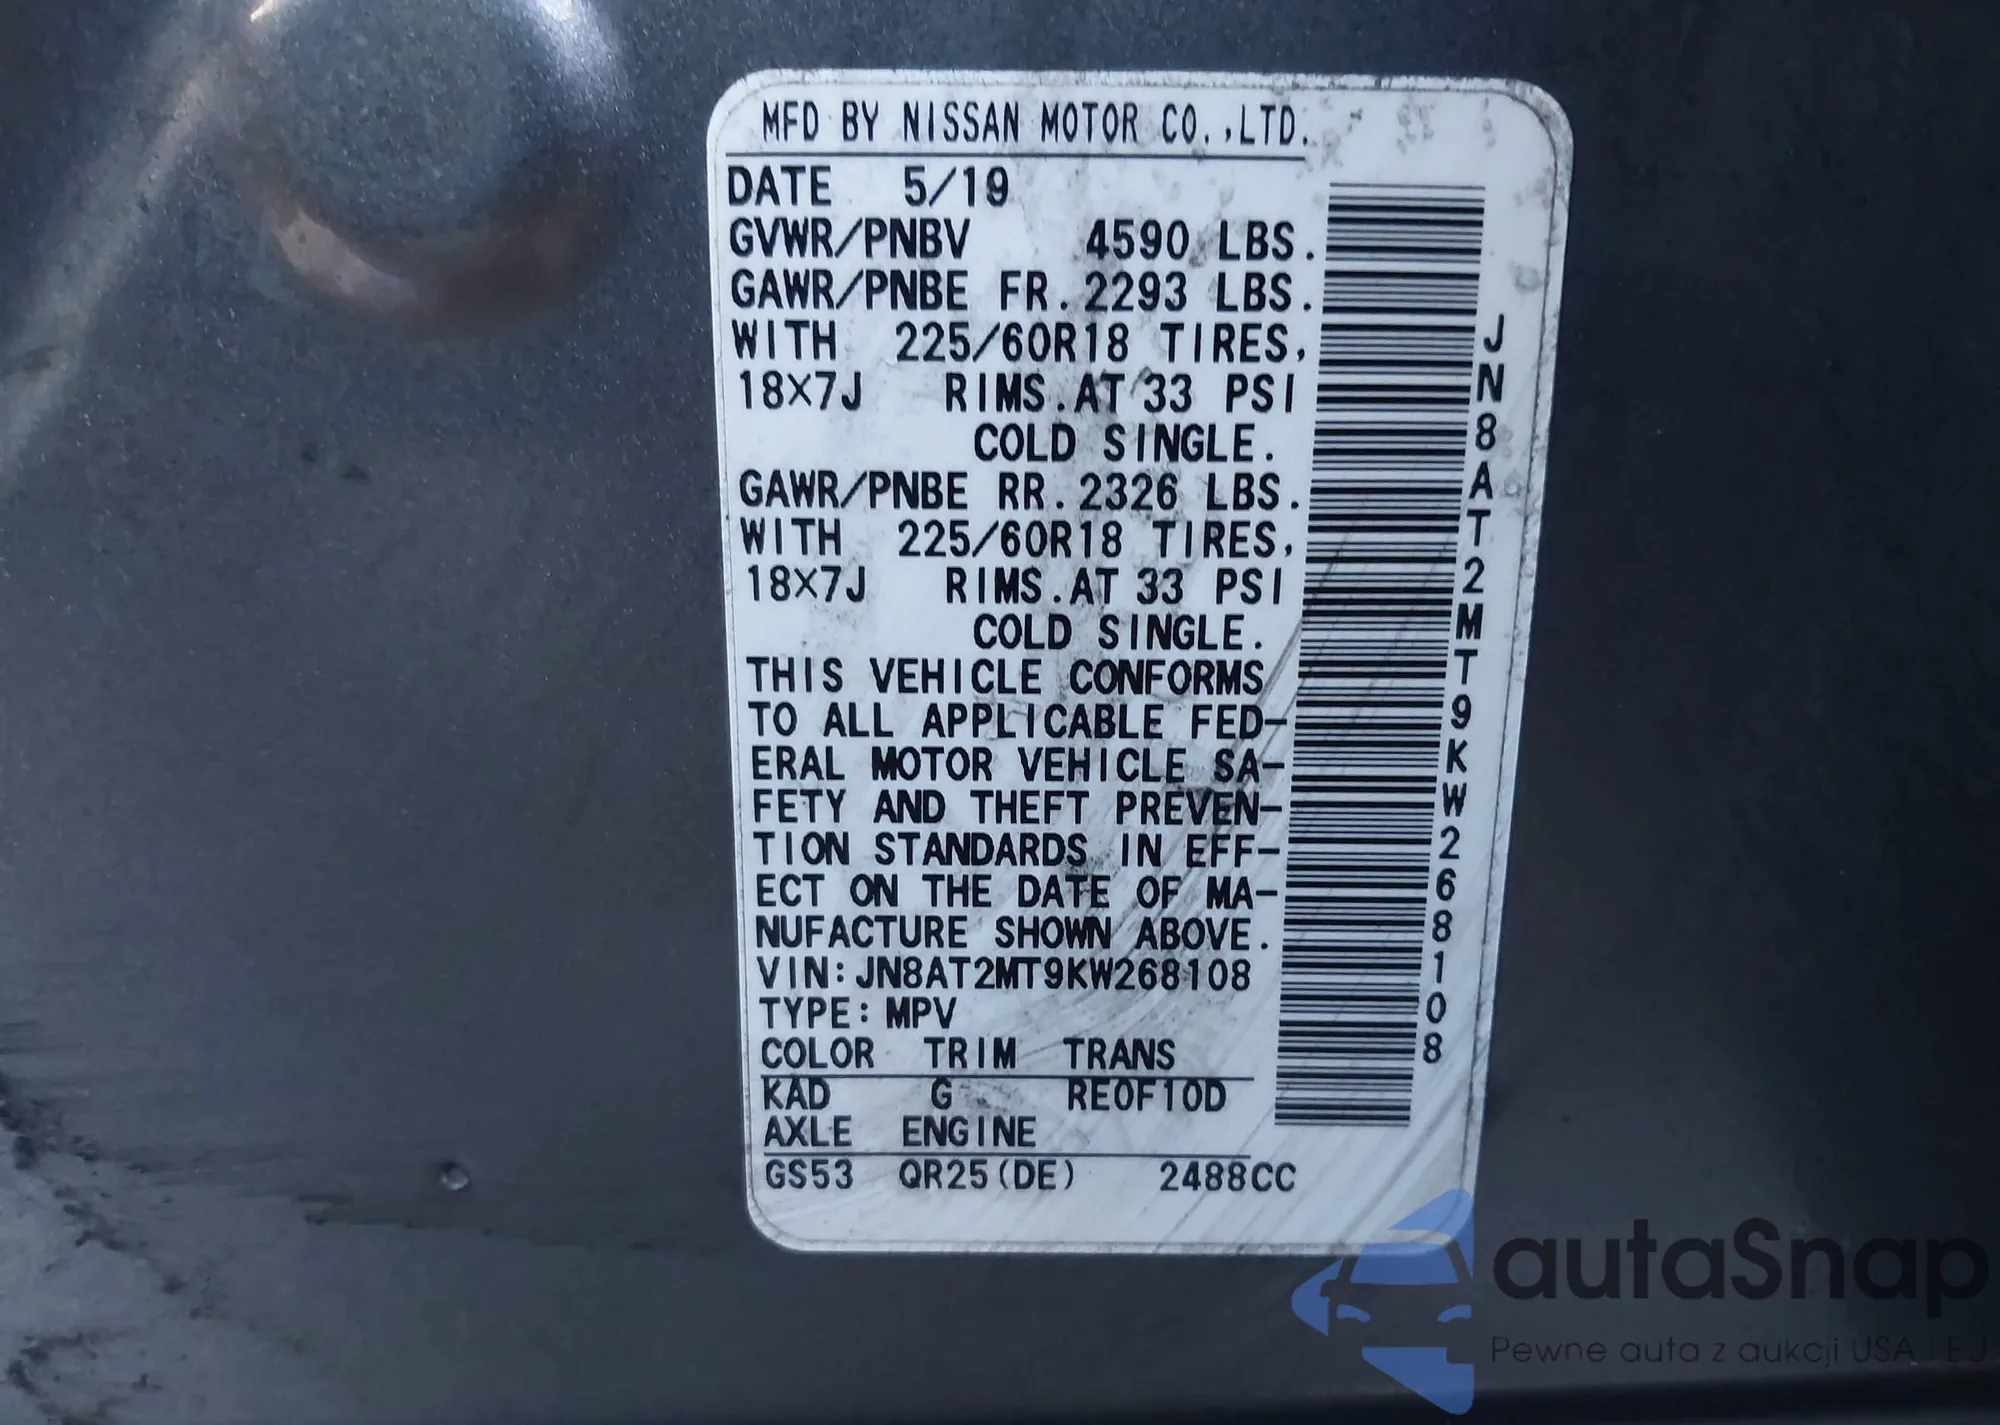 MFD BY NISSAN MOTOR CO.,LTD.
DATE 5/19
GVWR/PNBV 4590 LBS.
GAWR/PNBE FR.2293 LBS.
WITH 225/60R18 TIRES,
18X7J RIMS.AT 33 PSI
COLD SINGLE.
GAWR/PNBE RR.2326 LBS.
WITH 225/60R18 TIRES,
18X7J RIMS.AT 33 PSI
COLD SINGLE.
THIS VEHICLE CONFORMS
TO ALL APPLICABLE FED-
ERAL MOTOR VEHICLE SA-
FETY AND THEFT PREVEN-
TION STANDARDS IN EFF-
ECT ON THE DATE OF MA-
NUFACTURE SHOWN ABOVE.
VIN:JN8AT2MT9KW268108
TYPE:MPV
COLOR TRIM TRANS
KAD G RE0F10D
AXLE ENGINE
GS53 QR25(DE) 2488CC
JN8AT2MT9KW268108
autaSnap
Pewne auta z aukcji USA i EJ